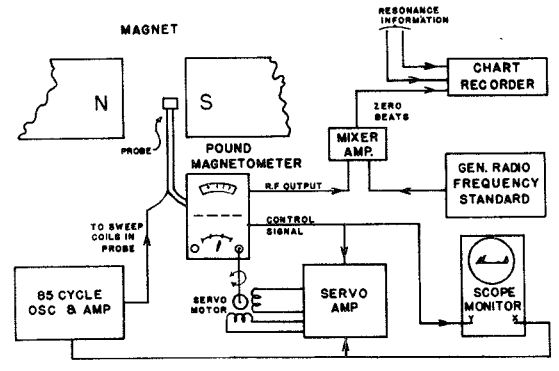 RESONANCE
INFORMATION
MAGNET
CHART
RECORDER
N
S
ZERO
BEATS
PROBE
POUND
MAGNETOMETER
MIXER
AMP.
GEN. RADIO
FREQUENCY
STANDARD
R.F OUTPUT
CONTROL
SIGNAL
TO SWEEP
COILS IN
PROBE
85 CYCLE
OSC & AMP
SERVO
MOTOR
SERVO
AMP
SCOPE
MONITOR
Y
X